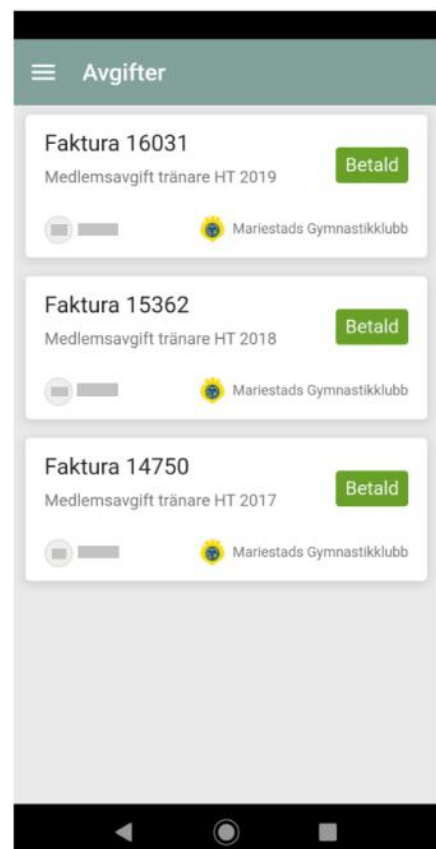 Avgifter
Faktura 16031
Medlemsavgift tränare HT 2019
Betald
Mariestads Gymnastikklubb
Faktura 15362
Medlemsavgift tränare HT 2018
Betald
Mariestads Gymnastikklubb
Faktura 14750
Medlemsavgift tränare HT 2017
Betald
Mariestads Gymnastikklubb